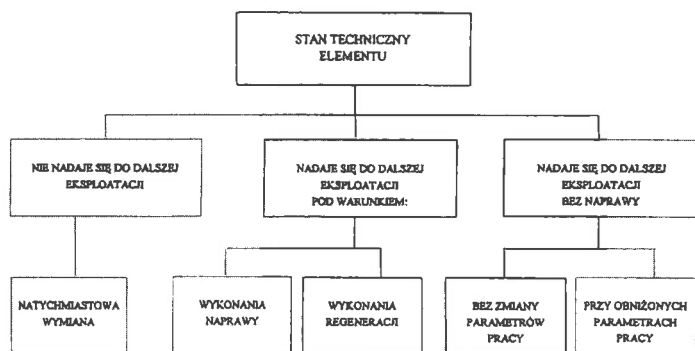 STAN TECHNICZNY
ELEMENTU
NIE NADAJE SIĘ DO DALSZEJ
EKSPLOATACJI
NADAJE SIĘ DO DALSZEJ
EKSPLOATACJI
POD WARUNKIEM:
NADAJE SIĘ DO DALSZEJ
EKSPLOATACJI
BEZ NAPRAWY
NATYCHMIASTOWA
WYMIANA
WYKONANIA
NAPRAWY
WYKONANIA
REGENERACJI
BEZ ZMIANY
PARAMETRÓW
PRACY
PRZY OBNIŻONYCH
PARAMETRACH
PRACY